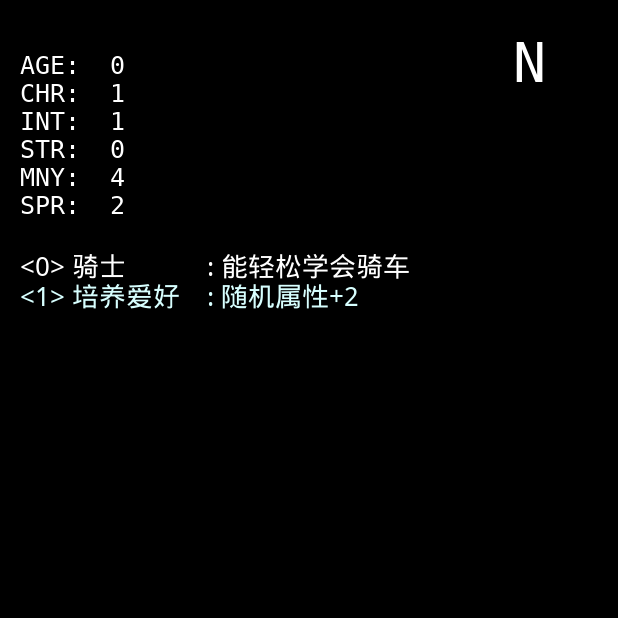 N
AGE: 0
CHR: 1
INT: 1
STR: 0
MNY: 4
SPR: 2
<0> 骑士 : 能轻松学会骑车
<1> 培养爱好 : 随机属性+2